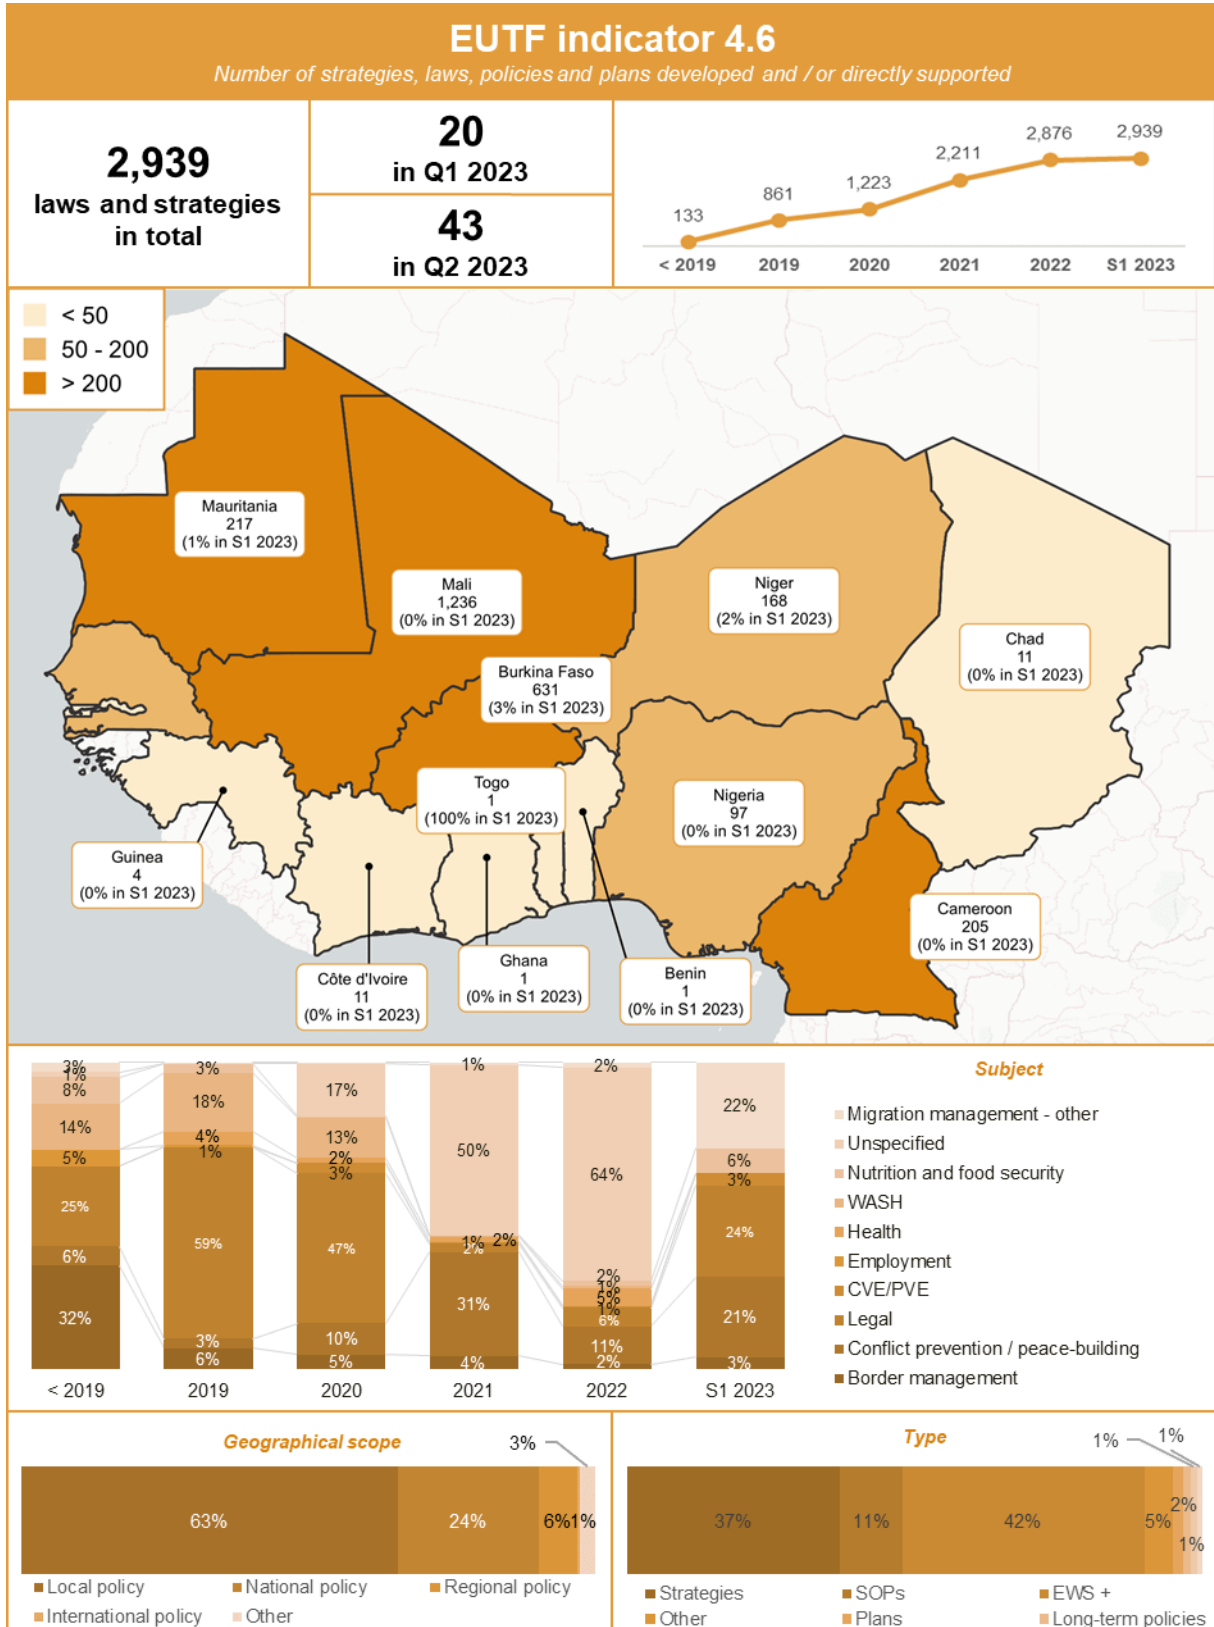 EUTF indicator 4.6
Number of strategies, laws, policies and plans developed and / or directly supported
2,939
laws and strategies
in total
20
in Q1 2023
43
in Q2 2023
133
861
1,223
2,211
2,876
2,939
< 2019
2019
2020
2021
2022
S1 2023
< 50
50 - 200
> 200
Mauritania
217
(1% in S1 2023)
Mali
1,236
(0% in S1 2023)
Niger
168
(2% in S1 2023)
Chad
11
(0% in S1 2023)
Burkina Faso
631
(3% in S1 2023)
Togo
1
(100% in S1 2023)
Nigeria
97
(0% in S1 2023)
Guinea
4
(0% in S1 2023)
Cameroon
205
(0% in S1 2023)
Côte d'Ivoire
11
(0% in S1 2023)
Ghana
1
(0% in S1 2023)
Benin
1
(0% in S1 2023)
3%
1%
8%
14%
5%
25%
6%
32%
< 2019
3%
18%
4%
1%
59%
3%
6%
2019
17%
13%
2%
3%
47%
10%
5%
2020
1%
50%
1%
2%
2%
31%
4%
2021
2%
64%
2%
1%
5%
1%
6%
11%
2%
2022
22%
6%
3%
24%
21%
3%
S1 2023
Subject
Migration management - other
Unspecified
Nutrition and food security
WASH
Health
Employment
CVE/PVE
Legal
Conflict prevention / peace-building
Border management
Geographical scope
3%
63%
24%
6%
1%
Local policy
National policy
Regional policy
International policy
Other
Type
1%
1%
37%
11%
42%
5%
2%
1%
Strategies
SOPs
EWS +
Other
Plans
Long-term policies